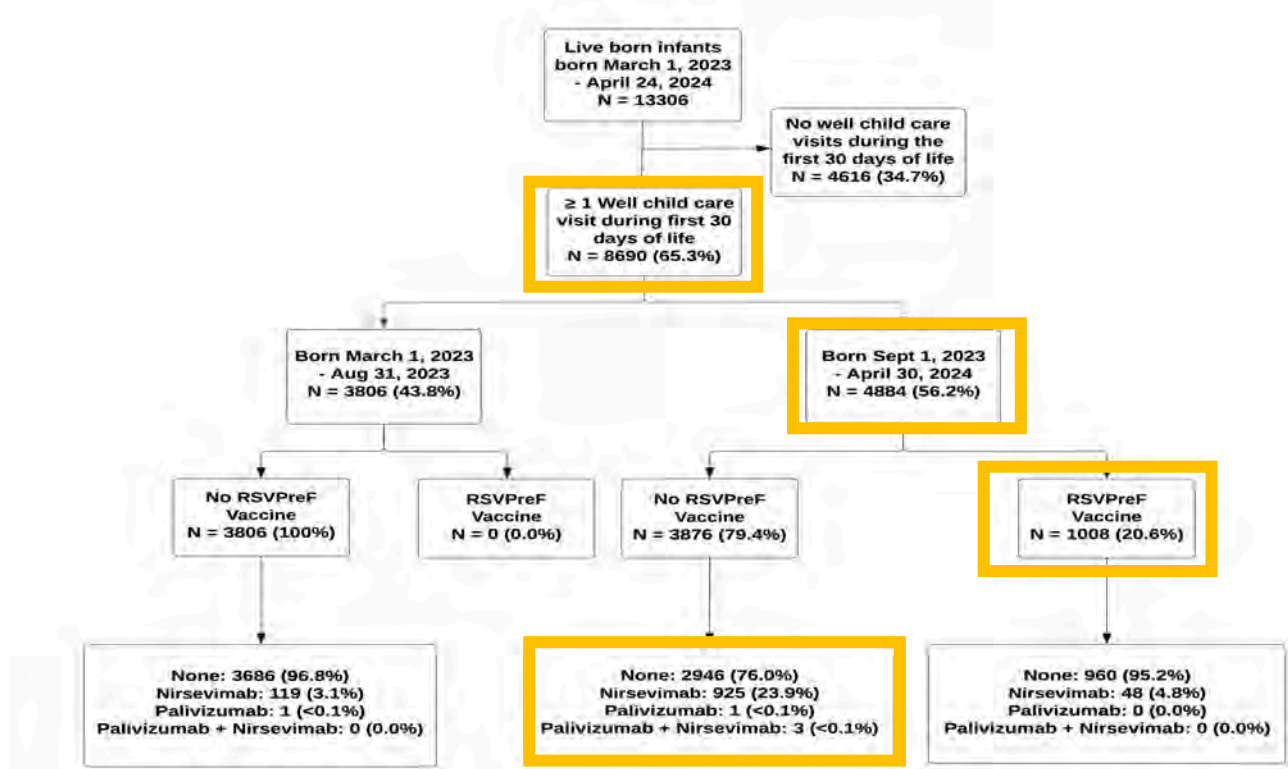 Live born infants
born March 1, 2023
- April 24, 2024
N = 13306
No well child care
visits during the
first 30 days of life
N = 4616 (34.7%)
≥ 1 Well child care
visit during first 30
days of life
N = 8690 (65.3%)
Born March 1, 2023
- Aug 31, 2023
N = 3806 (43.8%)
Born Sept 1, 2023
- April 30, 2024
N = 4884 (56.2%)
No RSVPreF
Vaccine
N = 3806 (100%)
RSVPreF
Vaccine
N = 0 (0.0%)
No RSVPreF
Vaccine
N = 3876 (79.4%)
RSVPreF
Vaccine
N = 1008 (20.6%)
None: 3686 (96.8%)
Nirsevimab: 119 (3.1%)
Palivizumab: 1 (<0.1%)
Palivizumab + Nirsevimab: 0 (0.0%)
None: 2946 (76.0%)
Nirsevimab: 925 (23.9%)
Palivizumab: 1 (<0.1%)
Palivizumab + Nirsevimab: 3 (<0.1%)
None: 960 (95.2%)
Nirsevimab: 48 (4.8%)
Palivizumab: 0 (0.0%)
Palivizumab + Nirsevimab: 0 (0.0%)